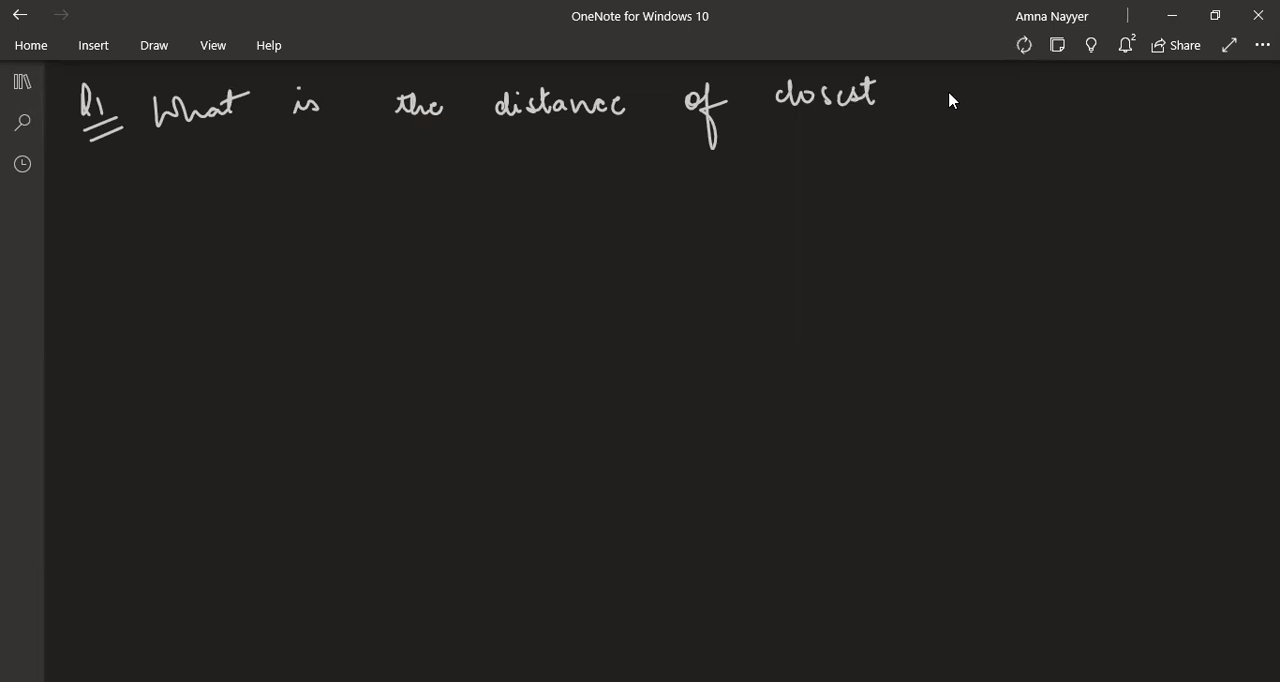 OneNote for Windows 10
Amna Nayyer
Home Insert Draw View Help
2 Share
Q1 What is the distance of closest